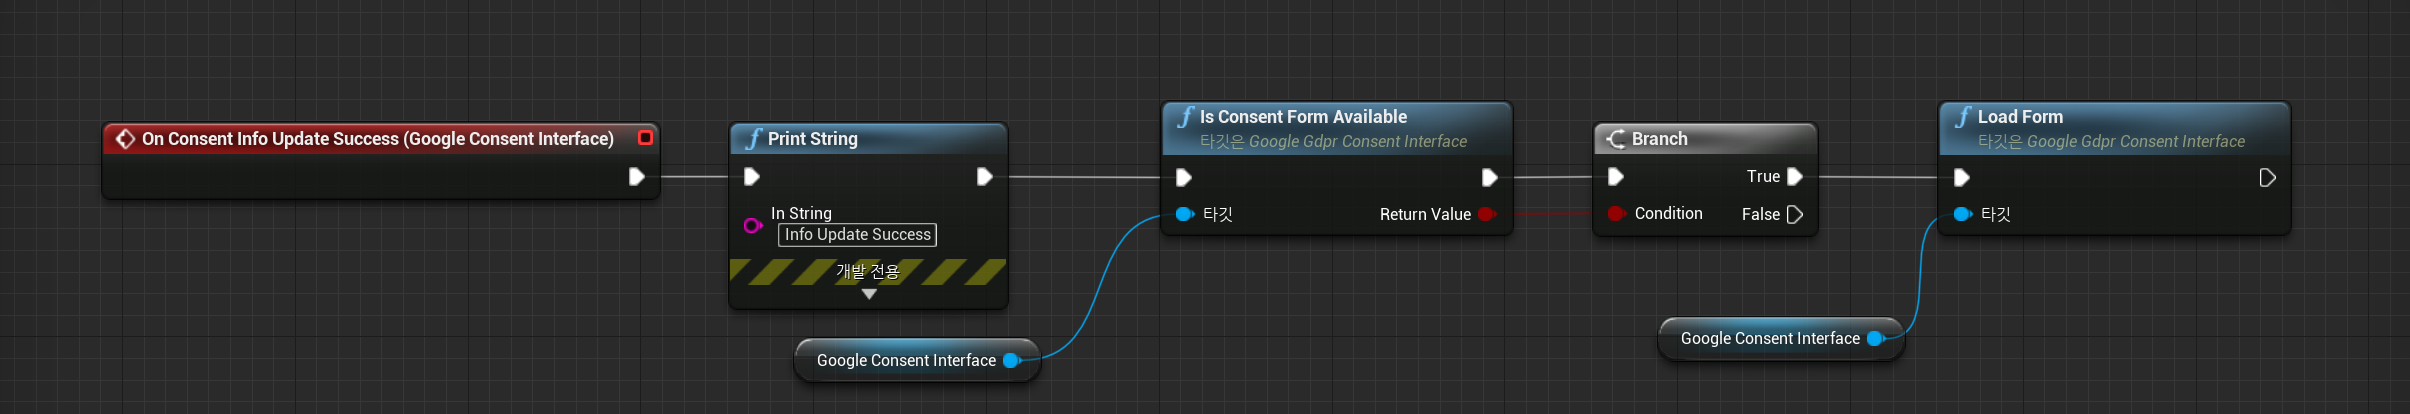 On Consent Info Update Success (Google Consent Interface)
Print String
In String
Info Update Success
개발 전용
Google Consent Interface
Is Consent Form Available
타깃은 Google Gdpr Consent Interface
타깃
Return Value
Branch
True
Condition
False
Google Consent Interface
Load Form
타깃은 Google Gdpr Consent Interface
타깃